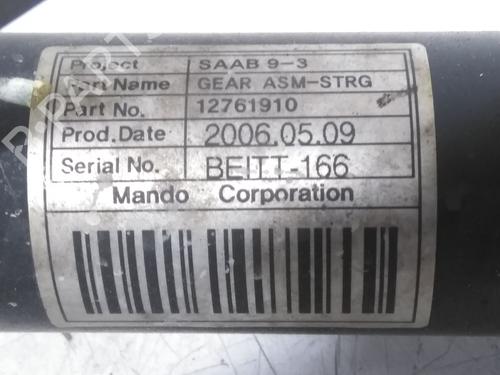 Project SAAB 9-3
Part Name GEAR ASM-STRG
Part No. 12761910
Prod.Date 2006.05.09
Serial No. BEITT-166
Mando Corporation